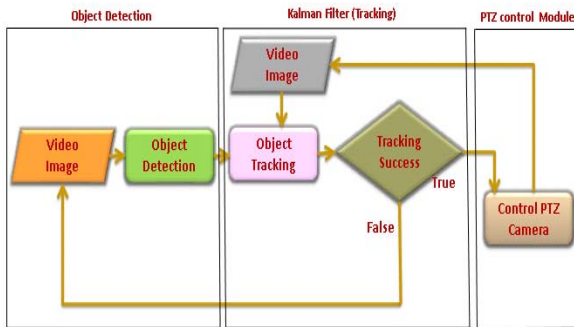 Object Detection
Kalman Filter (Tracking)
PTZ control Module
Video
Image
Video
Image
Object
Detection
Object
Tracking
Tracking
Success
True
False
Control PTZ
Camera